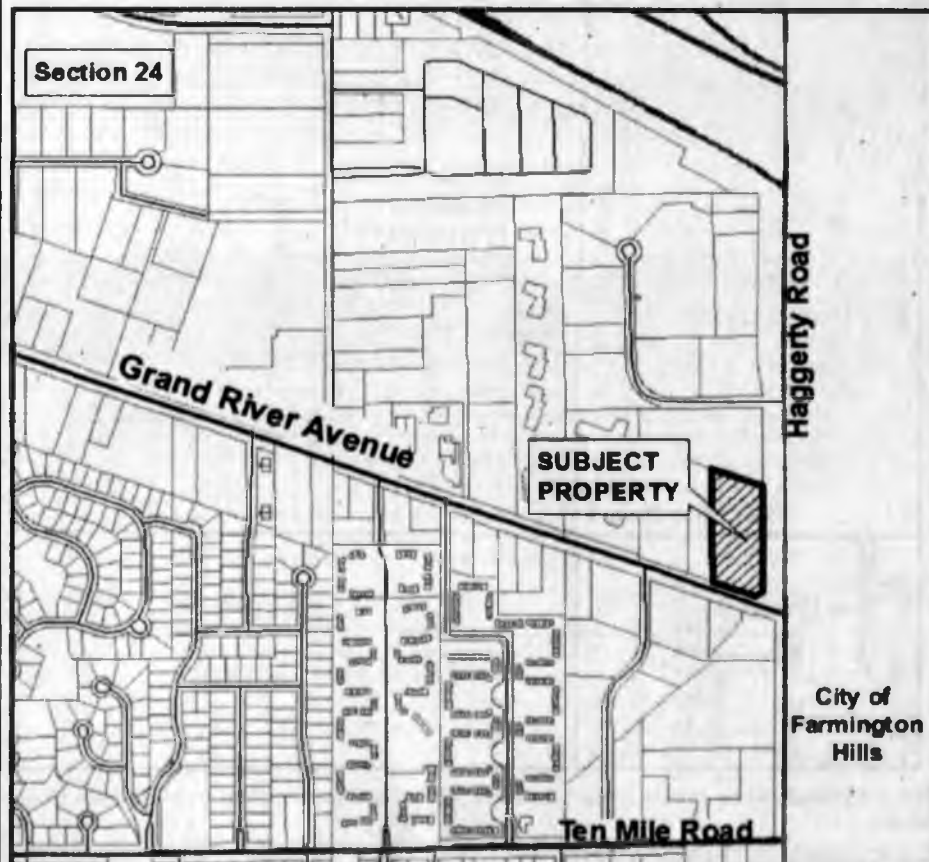 Section 24
Grand River Avenue
Haggerty Road
SUBJECT
PROPERTY
City of
Farmington
Hills
Ten Mile Road